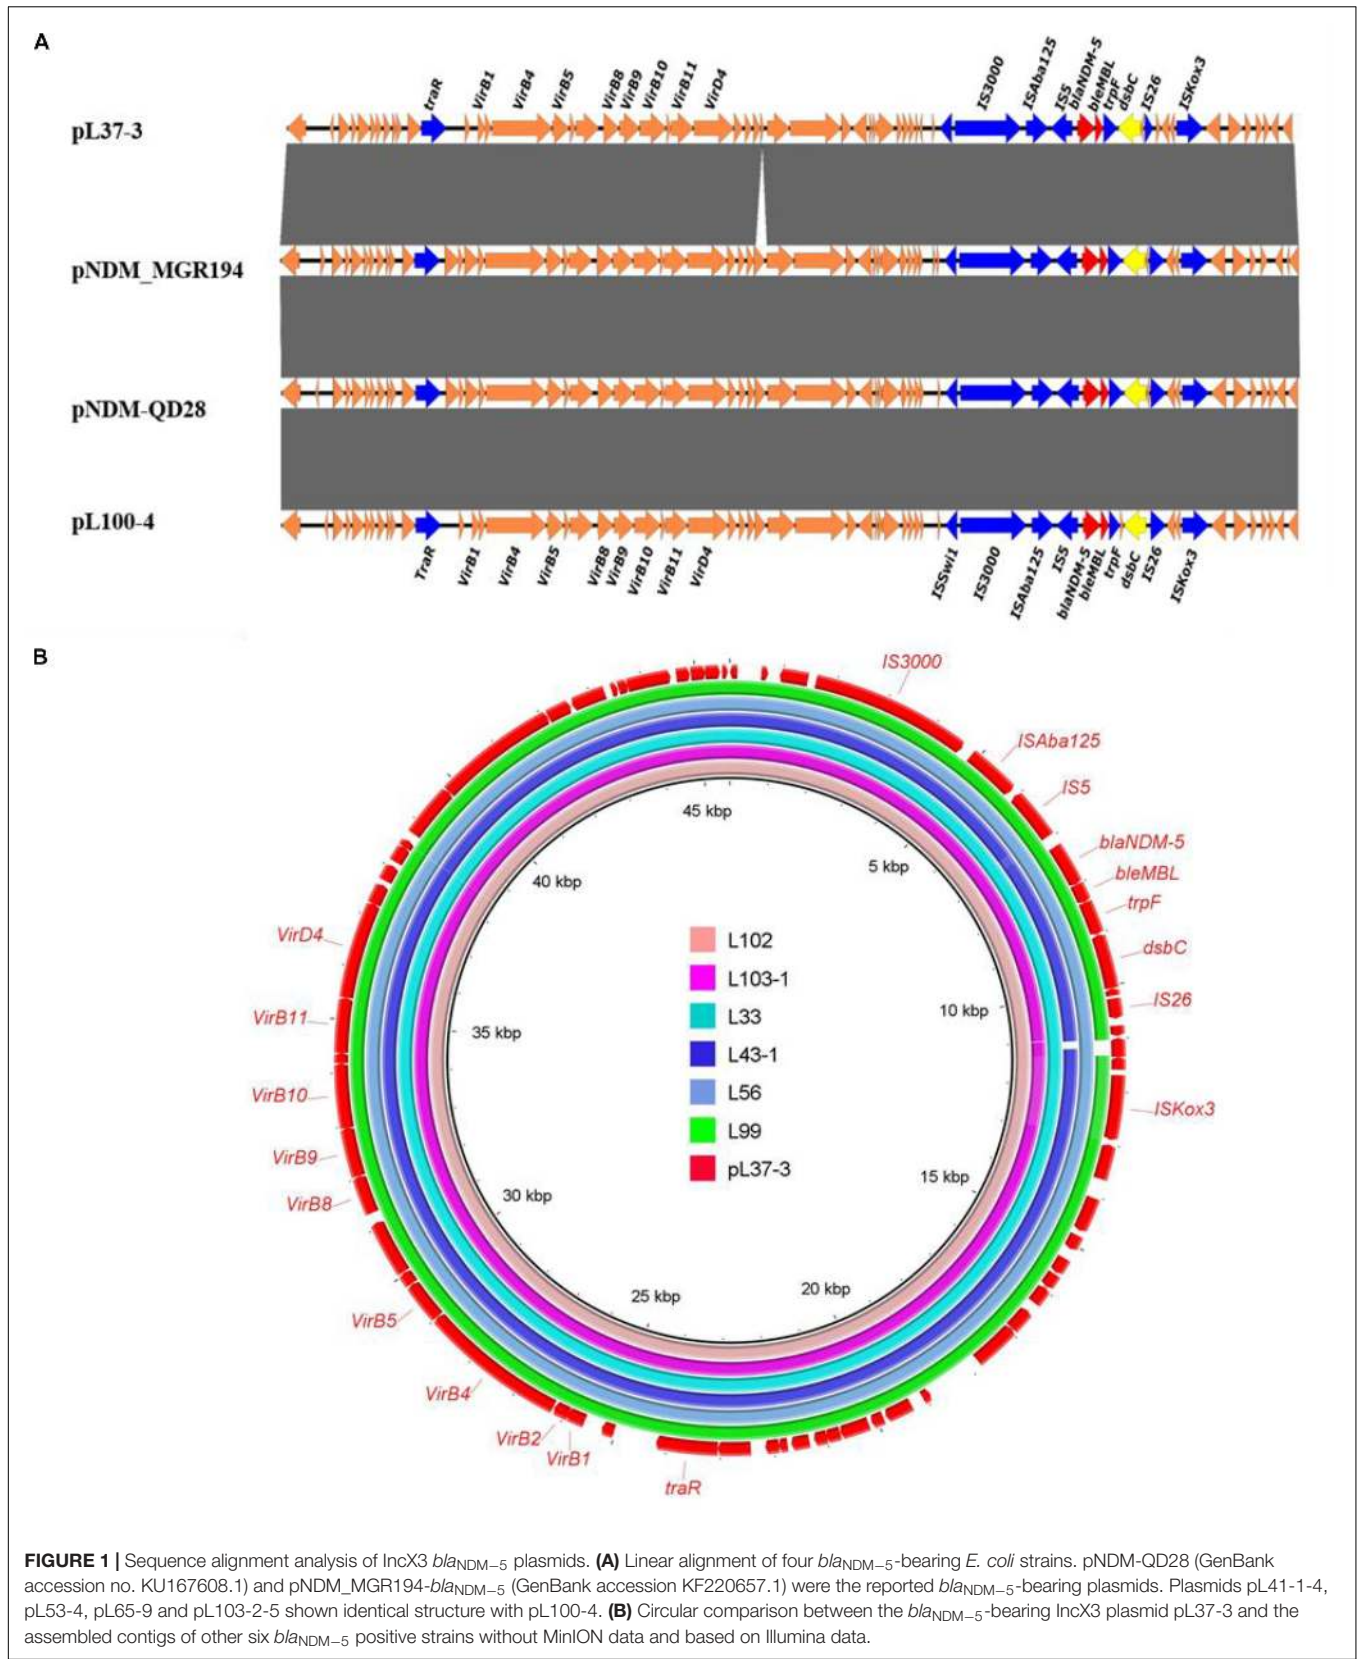 A
traR VirB1 VirB4 VirB5 VirB8 VirB9 VirB10 VirB11 VirD4 IS3000 ISAba125 IS5 blaNDM-5 bleMBL trpF dsbC IS26 ISKox3
pL37-3
pNDM_MGR194
pNDM-QD28
pL100-4
TraR VirB1 VirB4 VirB5 VirB8 VirB9 VirB10 VirB11 VirD4 ISSwi1 IS3000 ISAba125 IS5 blaNDM-5 bleMBL trpF dsbC IS26 ISKox3
B
IS3000
ISAba125
IS5
blaNDM-5
bleMBL
trpF
dsbC
IS26
ISKox3
VirD4
VirB11
VirB10
VirB9
VirB8
VirB5
VirB4
VirB2
VirB1
traR
45 kbp
5 kbp
40 kbp
10 kbp
35 kbp
15 kbp
30 kbp
20 kbp
25 kbp
L102
L103-1
L33
L43-1
L56
L99
pL37-3
FIGURE 1 | Sequence alignment analysis of IncX3 blaNDM−5 plasmids. (A) Linear alignment of four blaNDM−5-bearing E. coli strains. pNDM-QD28 (GenBank
accession no. KU167608.1) and pNDM_MGR194-blaNDM−5 (GenBank accession KF220657.1) were the reported blaNDM−5-bearing plasmids. Plasmids pL41-1-4,
pL53-4, pL65-9 and pL103-2-5 shown identical structure with pL100-4. (B) Circular comparison between the blaNDM−5-bearing IncX3 plasmid pL37-3 and the
assembled contigs of other six blaNDM−5 positive strains without MinION data and based on Illumina data.